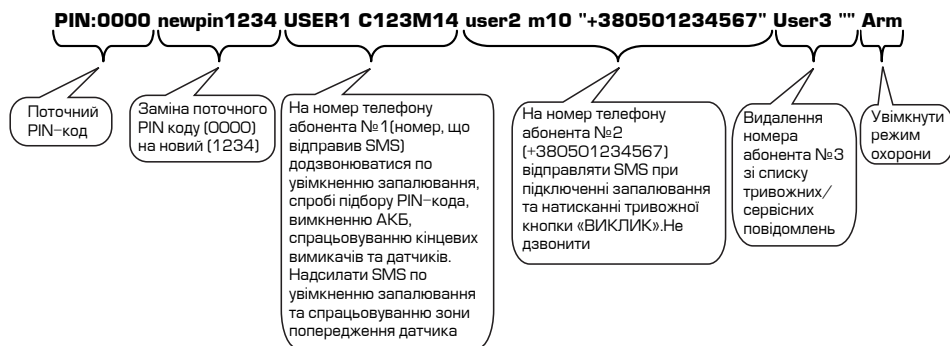 PIN:0000 newpin1234 USER1 C123M14 user2 m10 "+380501234567" User3 "" Arm
Поточний
PIN-код
Заміна поточного
PIN коду (0000)
на новий (1234)
На номер телефону
абонента №1(номер, що
відправив SMS)
додзвонюватися по
увімкненню запалювання,
спробі підбору PIN-кода,
вимкненню АКБ,
спрацьовуванню кінцевих
вимикачів та датчиків.
Надсилати SMS по
увімкненню запалювання
та спрацьовуванню зони
попередження датчика
На номер телефону
абонента №2
(+380501234567)
відправляти SMS при
підключенні запалювання
та натисканні тривожної
кнопки «ВИКЛИК».Не
дзвонити
Видалення
номера
абонента №3
зі списку
тривожних/
сервісних
повідомлень
Увімкнути
режим
охорони